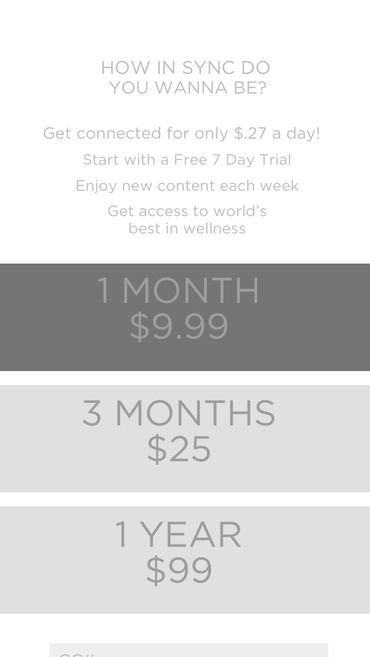 HOW IN SYNC DO
YOU WANNA BE?
Get connected for only $.27 a day!
Start with a Free 7 Day Trial
Enjoy new content each week
Get access to world's
best in wellness
1 MONTH
$9.99
3 MONTHS
$25
1 YEAR
$99